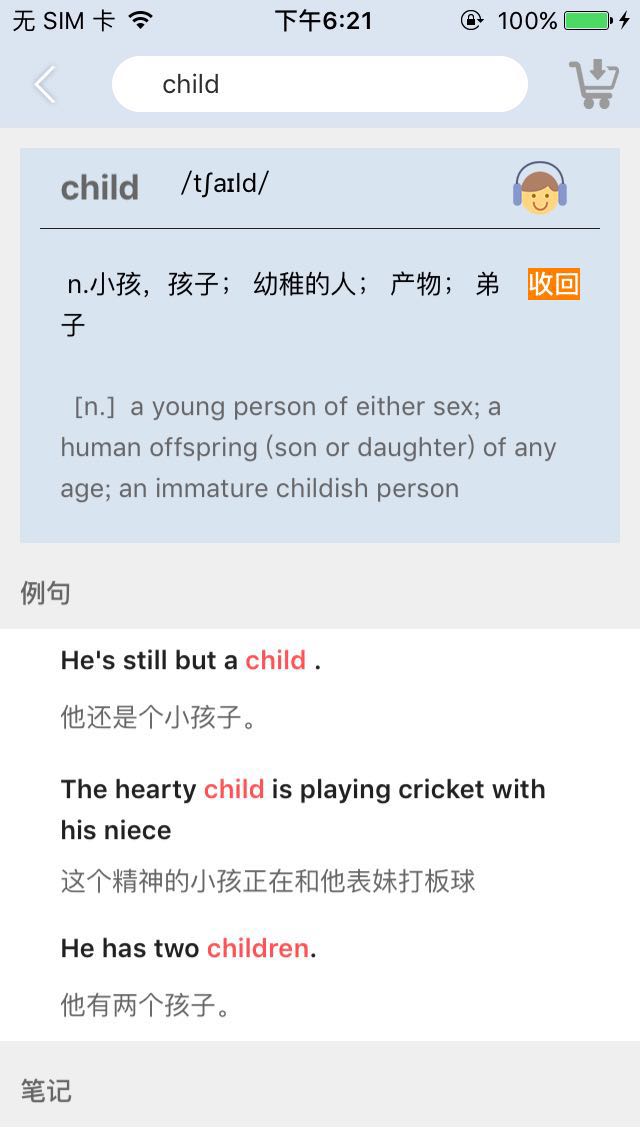 无 SIM 卡 下午6:21 100%
child
child /tʃaɪld/
n.小孩，孩子； 幼稚的人； 产物； 弟 收回
子
[n.] a young person of either sex; a
human offspring (son or daughter) of any
age; an immature childish person
例句
He's still but a child .
他还是个小孩子。
The hearty child is playing cricket with
his niece
这个精神的小孩正在和他表妹打板球
He has two children.
他有两个孩子。
笔记